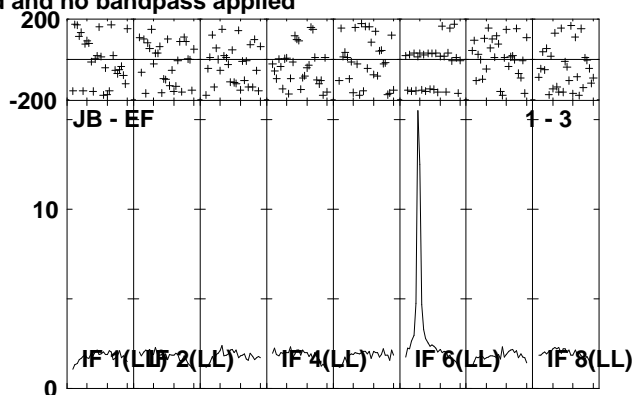 and no bandpass applied
200
-200
JB - EF 1 - 3
10
IF 1(LL) IF 2(LL) IF 4(LL) IF 6(LL) IF 8(LL)
0